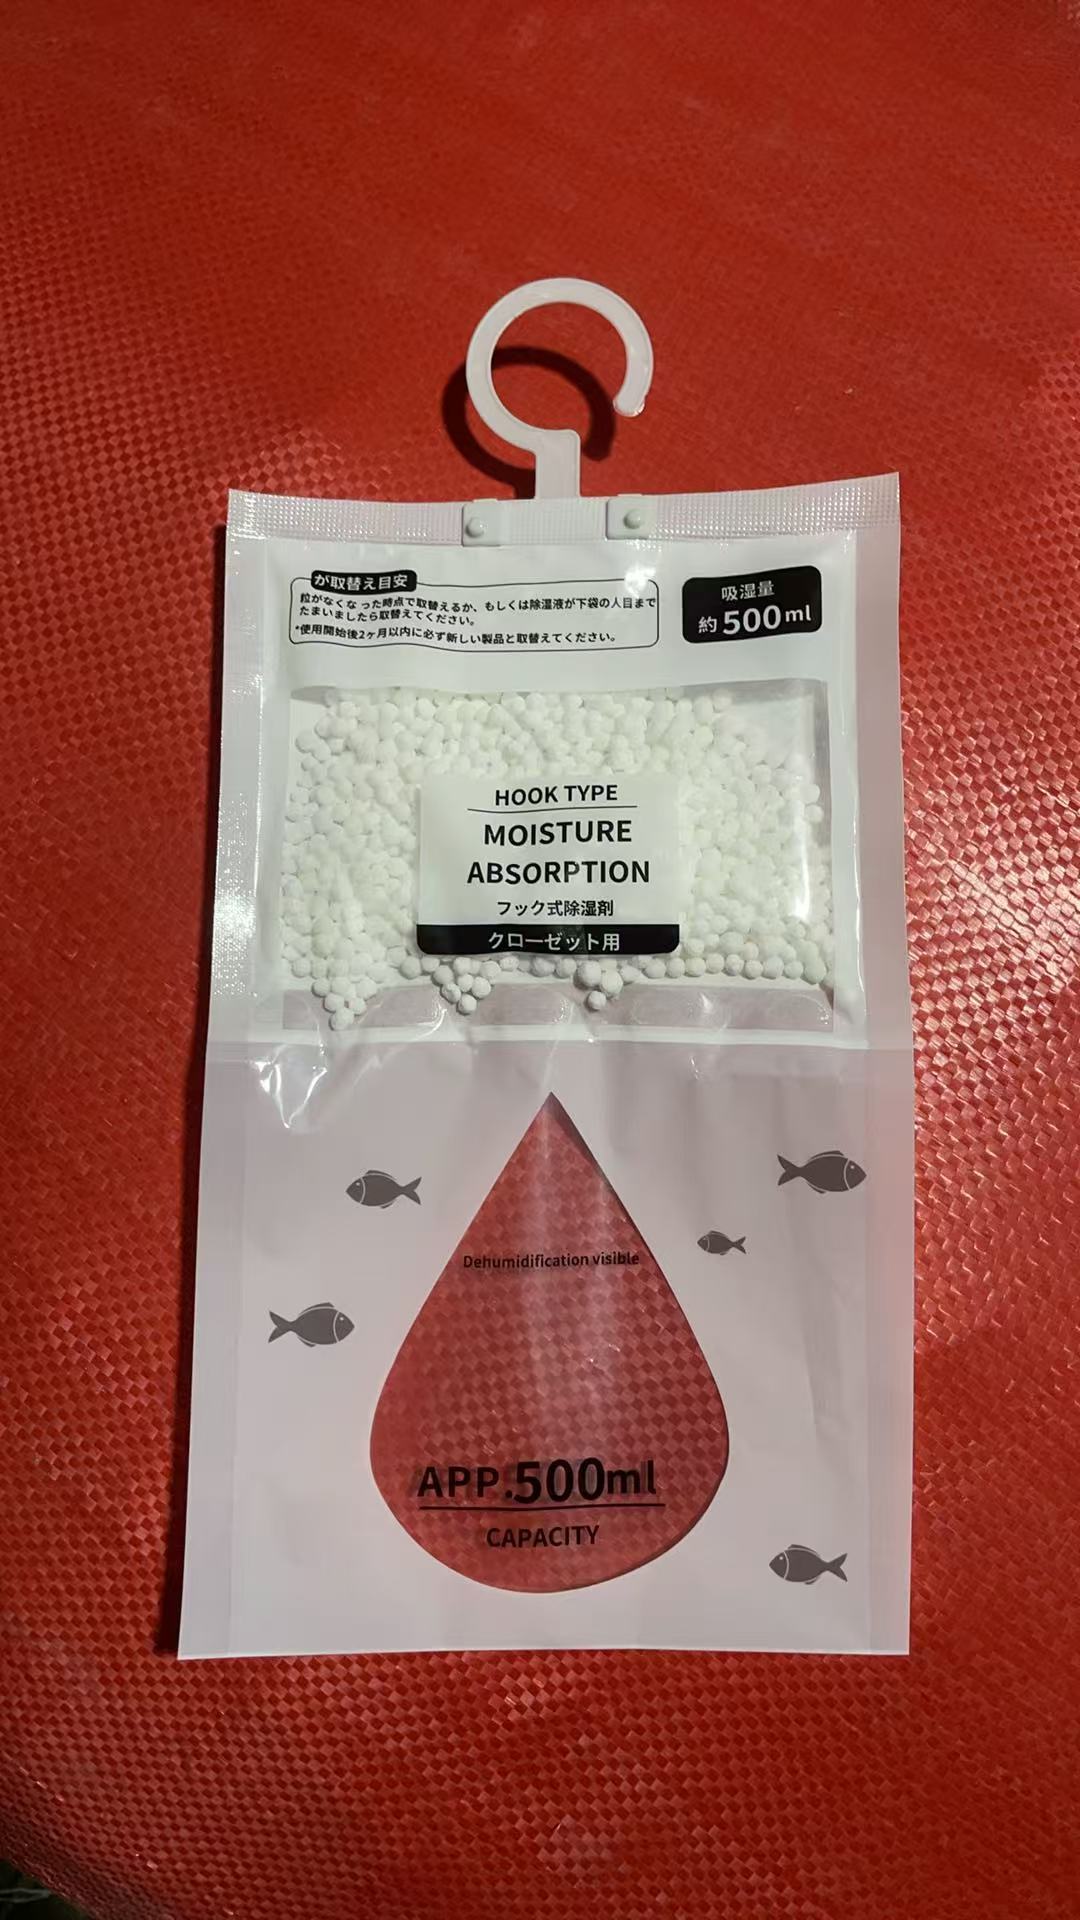 が取替え目安
粒がなくなった時点で取替えるか、もしくは除湿液が下袋の人目まで
たまいましたら取替えてください。
*使用開始後2ヶ月以内に必ず新しい製品と取替えてください。
吸湿量
約500ml
HOOK TYPE
MOISTURE
ABSORPTION
フック式除湿剤
クローゼット用
Dehumidification visible
APP.500ml
CAPACITY